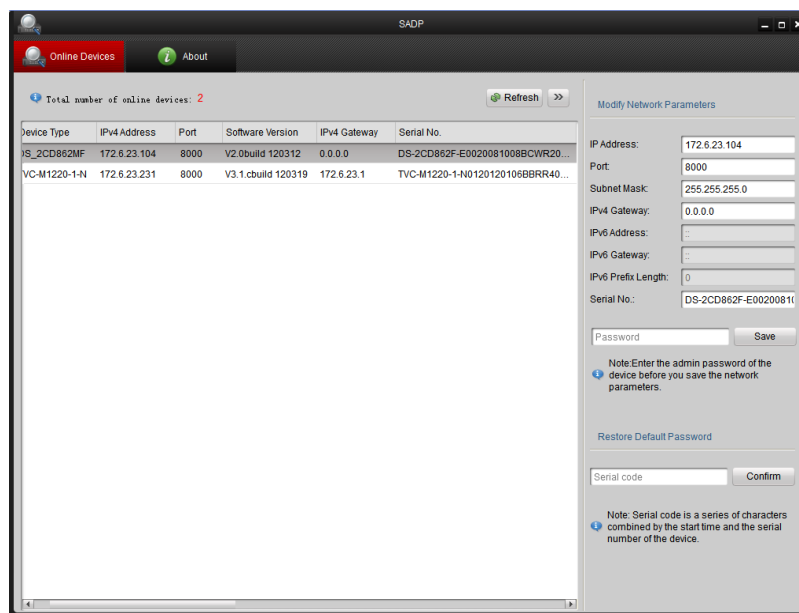 SADP
Online Devices
About
Total number of online devices: 2
Refresh
>>
Device Type IPv4 Address Port Software Version IPv4 Gateway Serial No.
DS_2CD862MF 172.6.23.104 8000 V2.0build 120312 0.0.0.0 DS-2CD862F-E0020081008BCWR20...
VC-M1220-1-N 172.6.23.231 8000 V3.1.cbuild 120319 172.6.23.1 TVC-M1220-1-N0120120106BBRR40...
Modify Network Parameters
IP Address: 172.6.23.104
Port: 8000
Subnet Mask: 255.255.255.0
IPv4 Gateway: 0.0.0.0
IPv6 Address: ::
IPv6 Gateway: ::
IPv6 Prefix Length: 0
Serial No.: DS-2CD862F-E0020081(
Password Save
Note:Enter the admin password of the
device before you save the network
parameters.
Restore Default Password
Serial code Confirm
Note: Serial code is a series of characters
combined by the start time and the serial
number of the device.